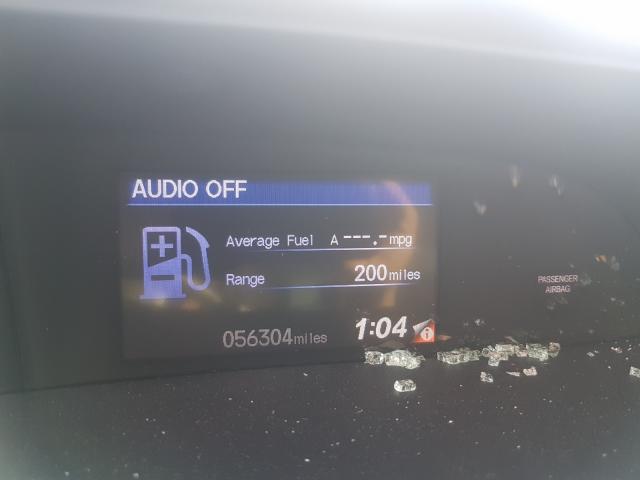 AUDIO OFF
Average Fuel A ---.- mpg
Range 200 miles
056304 miles 1:04 i
PASSENGER
AIRBAG